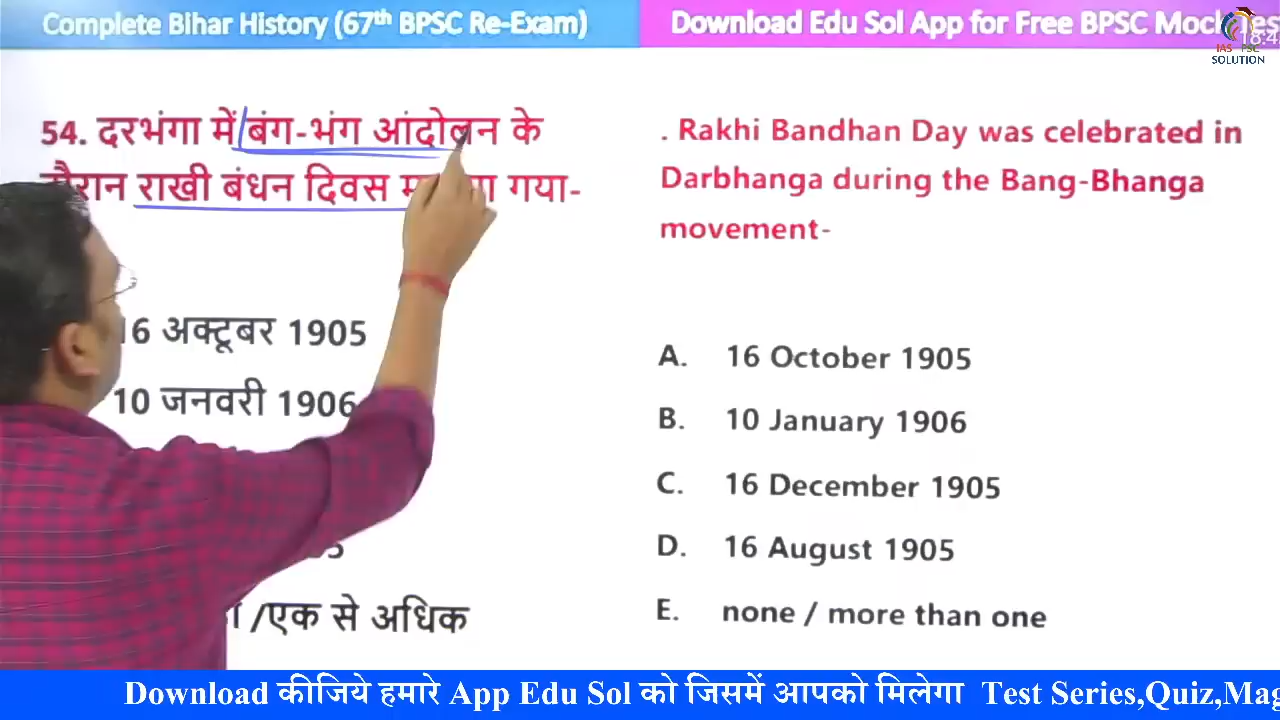 Complete Bihar History (67th BPSC Re-Exam)
Download Edu Sol App for Free BPSC Mock
IAS PSC
SOLUTION
54. दरभंगा में बंग-भंग आंदोलन के
राखी बंधन दिवस गया-
16 अक्टूबर 1905
10 जनवरी 1906
/एक से अधिक
. Rakhi Bandhan Day was celebrated in
Darbhanga during the Bang-Bhanga
movement-
A. 16 October 1905
B. 10 January 1906
C. 16 December 1905
D. 16 August 1905
E. none / more than one
Download कीजिये हमारे App Edu Sol को जिसमें आपको मिलेगा Test Series,Quiz,